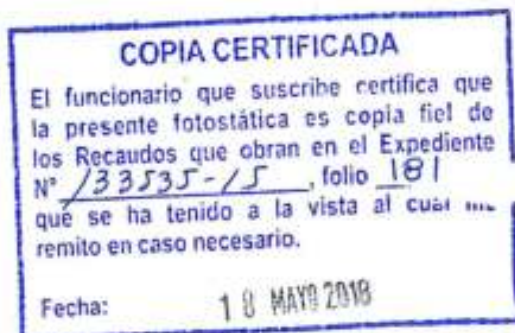 COPIA CERTIFICADA
El funcionario que suscribe certifica que
la presente fotostática es copia fiel de
los Recaudos que obran en el Expediente
N° 133535-15, folio 181
que se ha tenido a la vista al cual
remito en caso necesario.
Fecha: 18 MAYO 2018